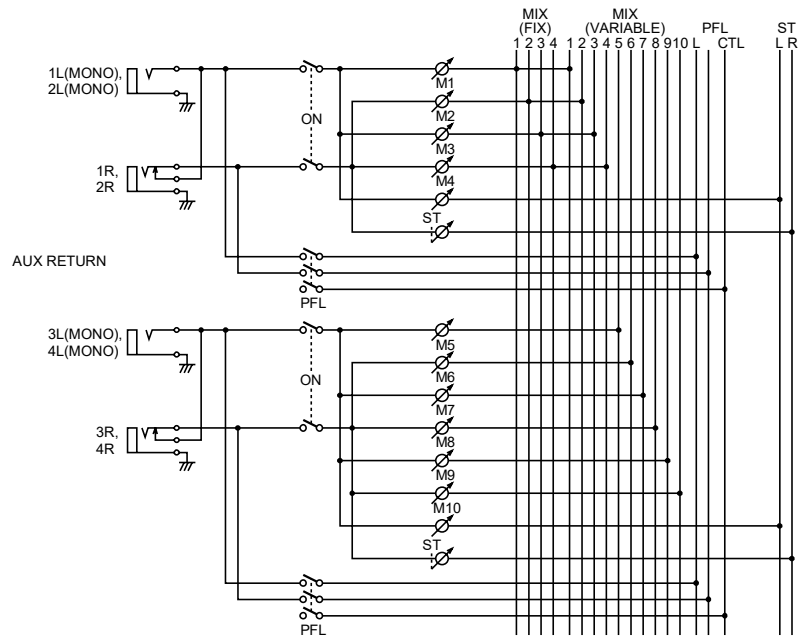 MIX MIX
(FIX) (VARIABLE) PFL ST
1 2 3 4 1 2 3 4 5 6 7 8 9 10 L CTL L R
1L(MONO),
2L(MONO)
M1
M2
ON
M3
1R,
2R
M4
ST
AUX RETURN
PFL
3L(MONO),
4L(MONO)
M5
ON
M6
M7
3R,
4R
M8
M9
M10
ST
PFL